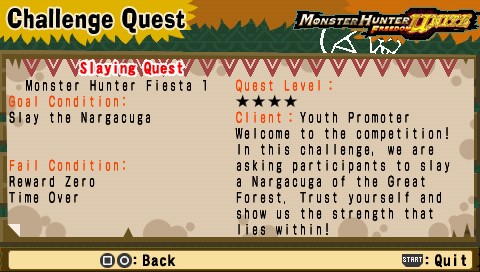 Challenge Quest
MONSTER HUNTER
FREEDOM UNITE
Slaying Quest
Monster Hunter Fiesta 1
Goal Condition:
Slay the Nargacuga
Fail Condition:
Reward Zero
Time Over
Quest Level:
★★★★
Client: Youth Promoter
Welcome to the competition!
In this challenge, we are
asking participants to slay
a Nargacuga of the Great
Forest. Trust yourself and
show us the strength that
lies within!
: Back
START: Quit